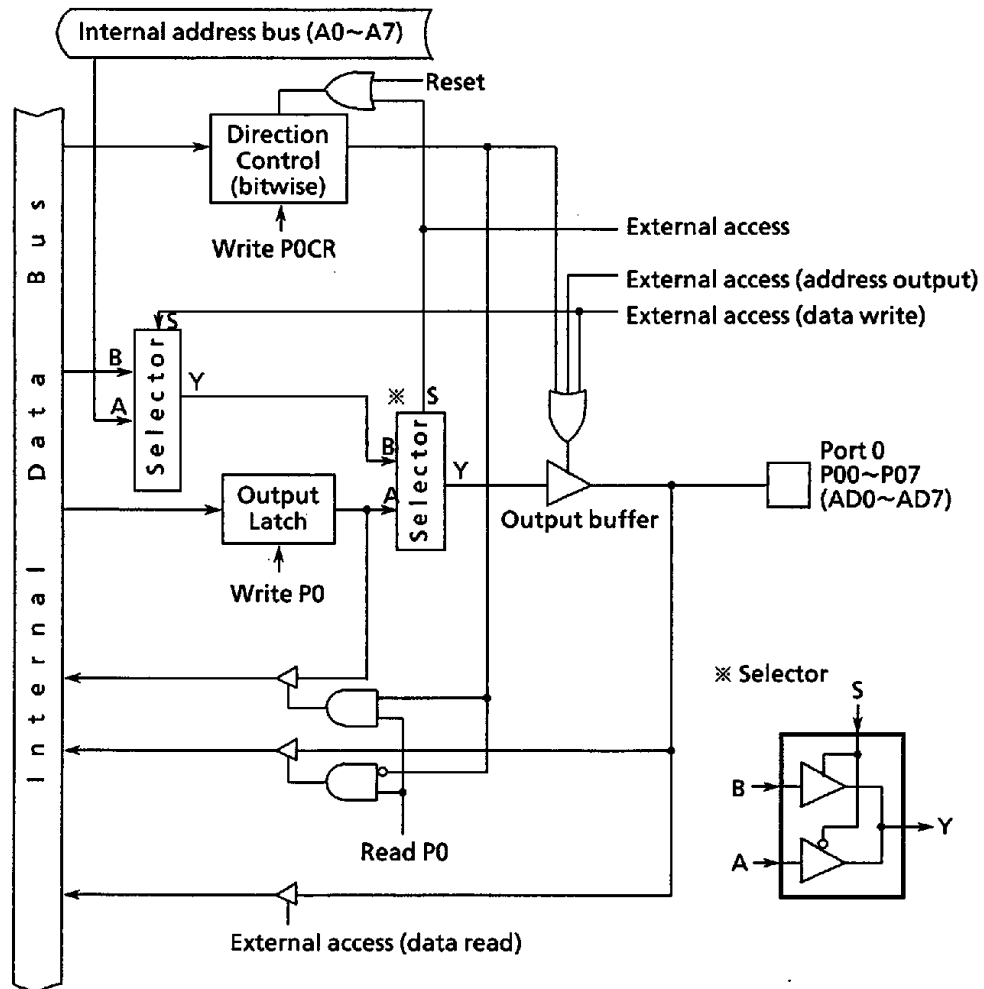 Internal address bus (A0~A7)
Reset
Direction
Control
(bitwise)
Write P0CR
External access
External access (address output)
External access (data write)
S
B
A
Selector
Y
※
S
B
A
Selector
Y
Output
Latch
Write P0
Output buffer
Port 0
P00~P07
(AD0~AD7)
Internal Data Bus
Read P0
External access (data read)
※ Selector
S
B
A
Y